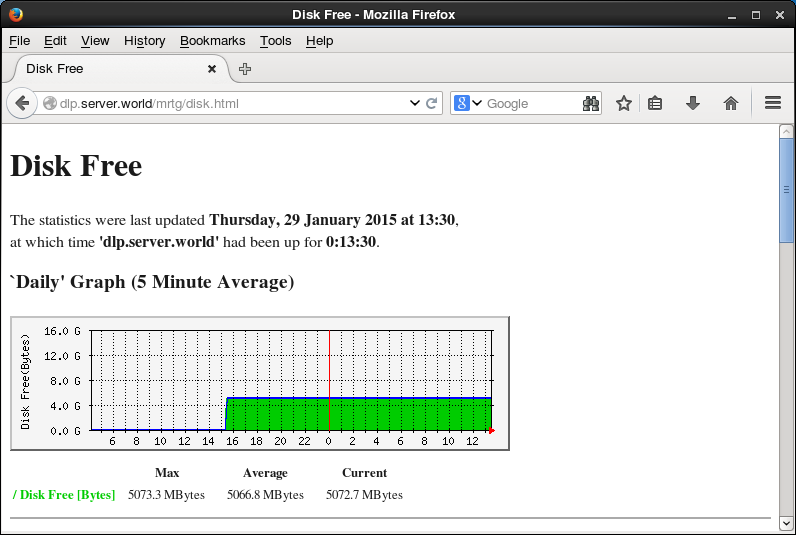 Disk Free - Mozilla Firefox
File Edit View History Bookmarks Tools Help
Disk Free
dlp.server.world/mrtg/disk.html
8 Google
Disk Free
The statistics were last updated Thursday, 29 January 2015 at 13:30,
at which time 'dlp.server.world' had been up for 0:13:30.
`Daily' Graph (5 Minute Average)
Disk Free(Bytes)
16.0 G
12.0 G
8.0 G
4.0 G
0.0 G
6 8 10 12 14 16 18 20 22 0 2 4 6 8 10 12
Max Average Current
/ Disk Free [Bytes] 5073.3 MBytes 5066.8 MBytes 5072.7 MBytes